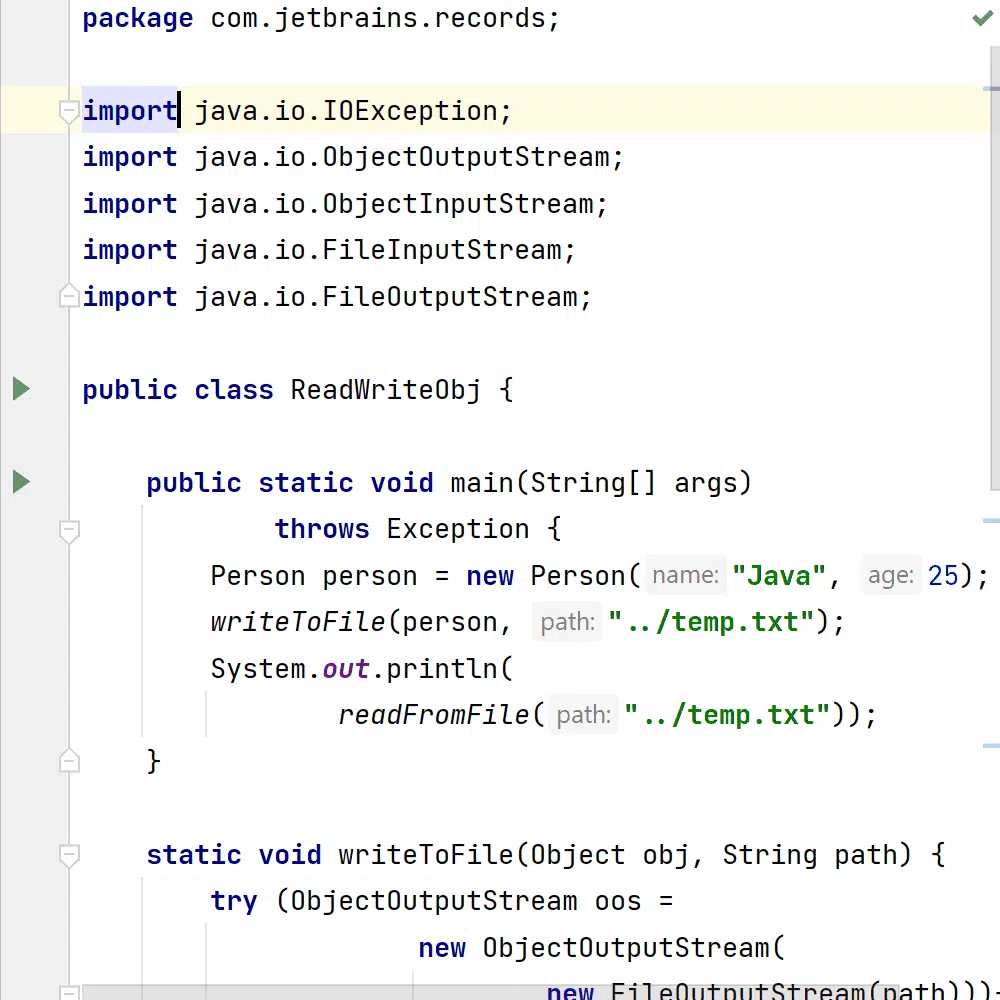 package com.jetbrains.records;
import java.io.IOException;
import java.io.ObjectOutputStream;
import java.io.ObjectInputStream;
import java.io.FileInputStream;
import java.io.FileOutputStream;
public class ReadWriteObj {
public static void main(String[] args)
throws Exception {
Person person = new Person( name: "Java", age: 25);
writeToFile(person, path: "../temp.txt");
System.out.println(
readFromFile( path: "../temp.txt"));
}
static void writeToFile(Object obj, String path) {
try (ObjectOutputStream oos =
new ObjectOutputStream(
new FileOutputStream(path)))